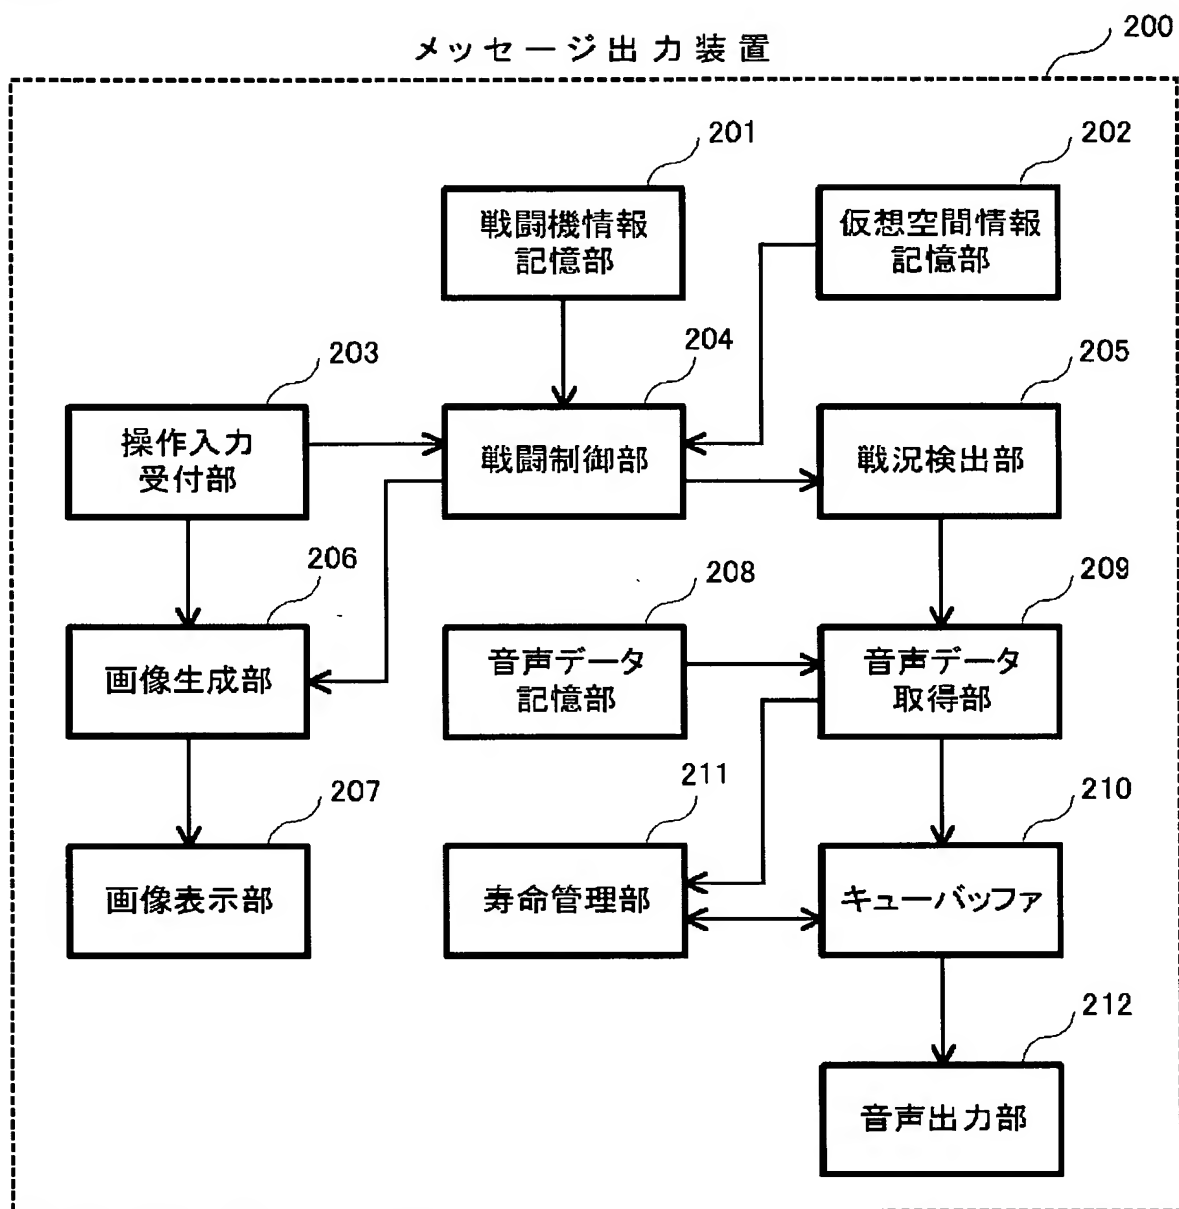 200
メッセージ出力装置
201
戦闘機情報
記憶部
202
仮想空間情報
記憶部
203
操作入力
受付部
204
戦闘制御部
205
戦況検出部
206
画像生成部
208
音声データ
記憶部
209
音声データ
取得部
207
画像表示部
211
寿命管理部
210
キューバッファ
212
音声出力部